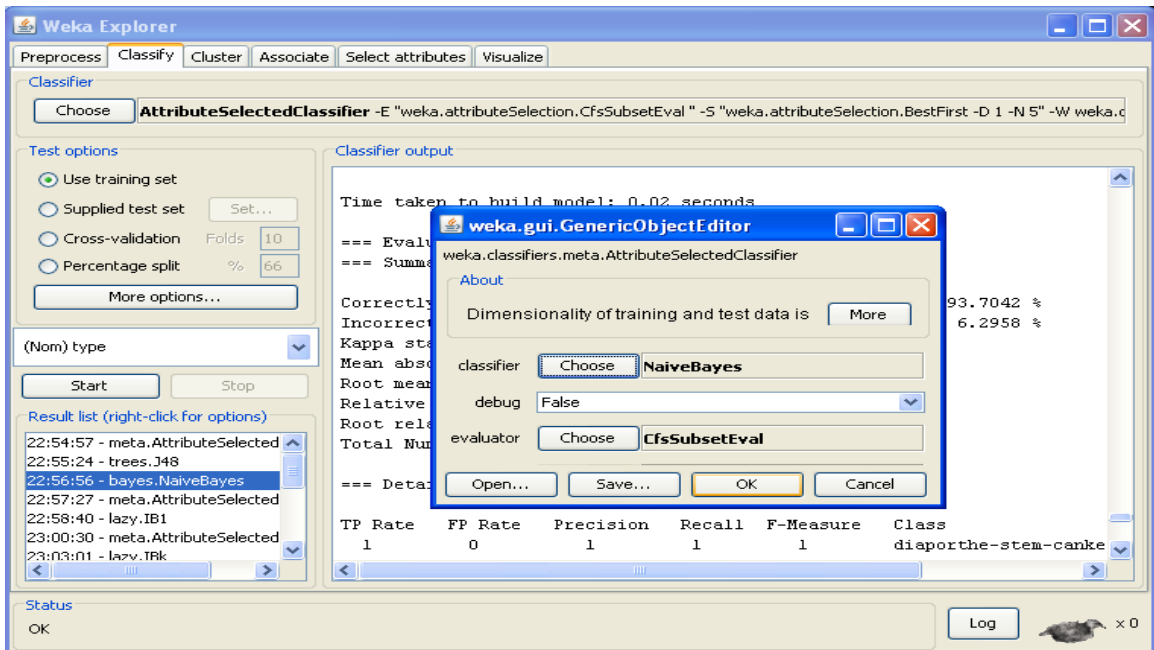 Weka Explorer
Preprocess Classify Cluster Associate Select attributes Visualize
Classifier
Choose AttributeSelectedClassifier -E "weka.attributeSelection.CfsSubsetEval " -S "weka.attributeSelection.BestFirst -D 1 -N 5" -W weka.c
Test options
Use training set
Supplied test set Set...
Cross-validation Folds 10
Percentage split % 66
More options...
(Nom) type
Start Stop
Result list (right-click for options)
22:54:57 - meta.AttributeSelected
22:55:24 - trees.J48
22:56:56 - bayes.NaiveBayes
22:57:27 - meta.AttributeSelected
22:58:40 - lazy.IB1
23:00:30 - meta.AttributeSelected
23:03:01 - lazy.IBk
Classifier output
Time taken to build model: 0.02 seconds
=== Evalu
=== Summa
Correctly 93.7042 %
Incorrect 6.2958 %
Kappa sta
Mean abso
Root mean
Relative
Root rela
Total Num
=== Detai
TP Rate FP Rate Precision Recall F-Measure Class
1 0 1 1 1 diaporthe-stem-canke
weka.gui.GenericObjectEditor
weka.classifiers.meta.AttributeSelectedClassifier
About
Dimensionality of training and test data is More
classifier Choose NaiveBayes
debug False
evaluator Choose CfsSubsetEval
Open... Save... OK Cancel
Status
OK
Log x 0